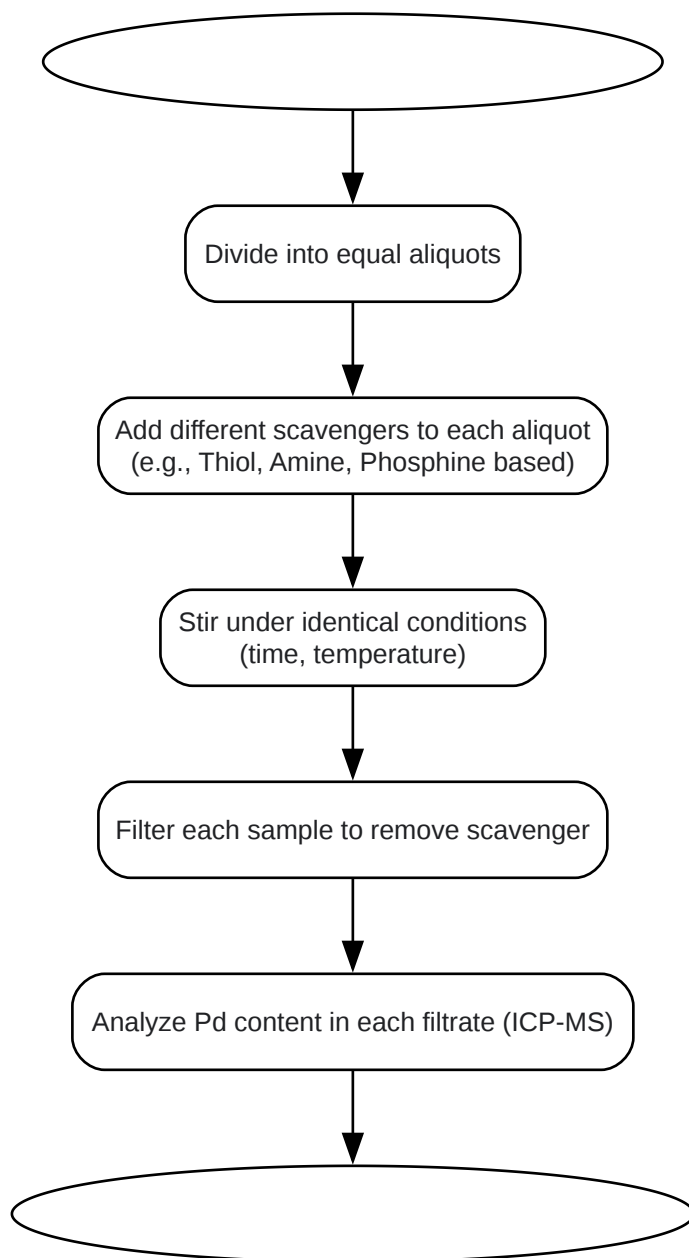 Divide into equal aliquots
Add different scavengers to each aliquot
(e.g., Thiol, Amine, Phosphine based)
Stir under identical conditions
(time, temperature)
Filter each sample to remove scavenger
Analyze Pd content in each filtrate (ICP-MS)